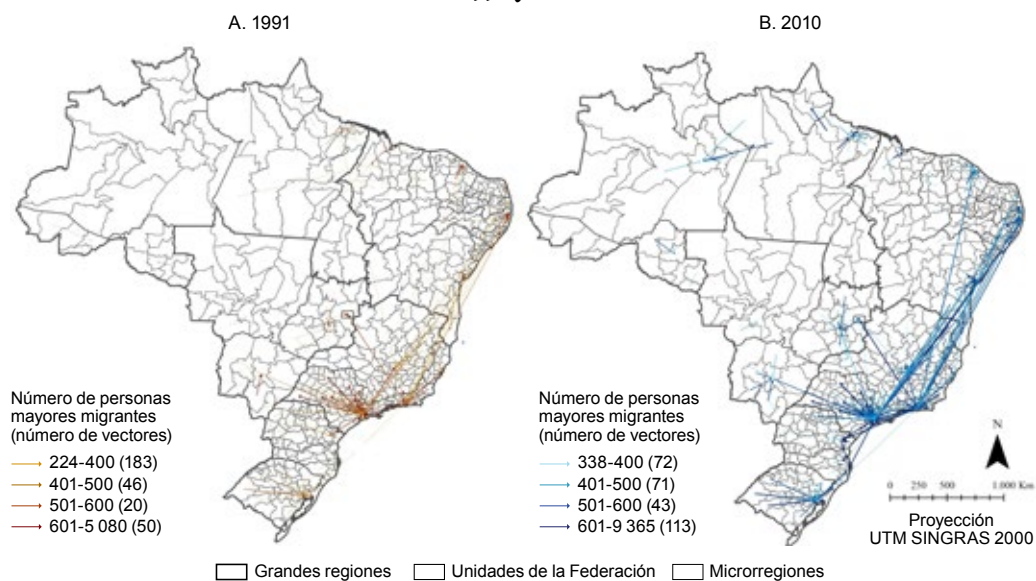 A. 1991
B. 2010
Número de personas
mayores migrantes
(número de vectores)
224-400 (183)
401-500 (46)
501-600 (20)
601-5 080 (50)
Número de personas
mayores migrantes
(número de vectores)
338-400 (72)
401-500 (71)
501-600 (43)
601-9 365 (113)
N
0 250 500 1 000 Km
Proyección
UTM SINGRAS 2000
Grandes regiones Unidades de la Federación Microrregiones